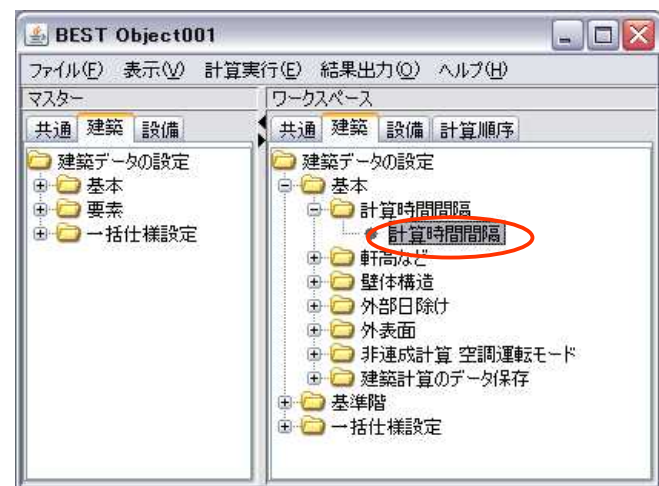 BEST Object001
ファイル(F) 表示(V) 計算実行(E) 結果出力(O) ヘルプ(H)
マスター
共通 建築 設備
建築データの設定
基本
要素
一括仕様設定
ワークスペース
共通 建築 設備 計算順序
建築データの設定
基本
計算時間間隔
計算時間間隔
軒高など
壁体構造
外部日除け
外表面
非連成計算 空調運転モード
建築計算のデータ保存
基準階
一括仕様設定